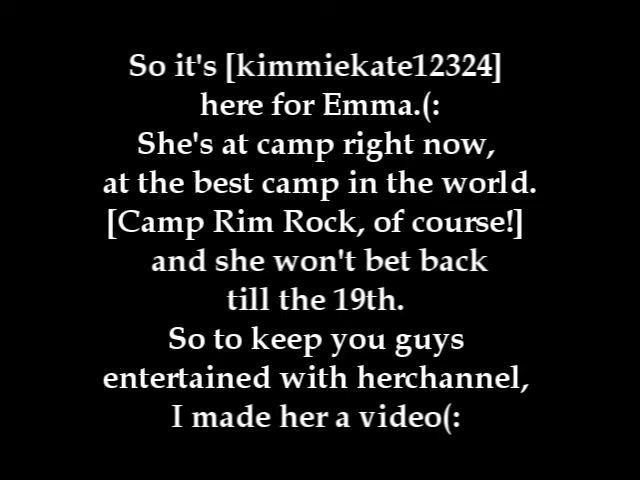 So it's [kimmiekate12324]
here for Emma.(:
She's at camp right now,
at the best camp in the world.
[Camp Rim Rock, of course!]
and she won't bet back
till the 19th.
So to keep you guys
entertained with herchannel,
I made her a video(: